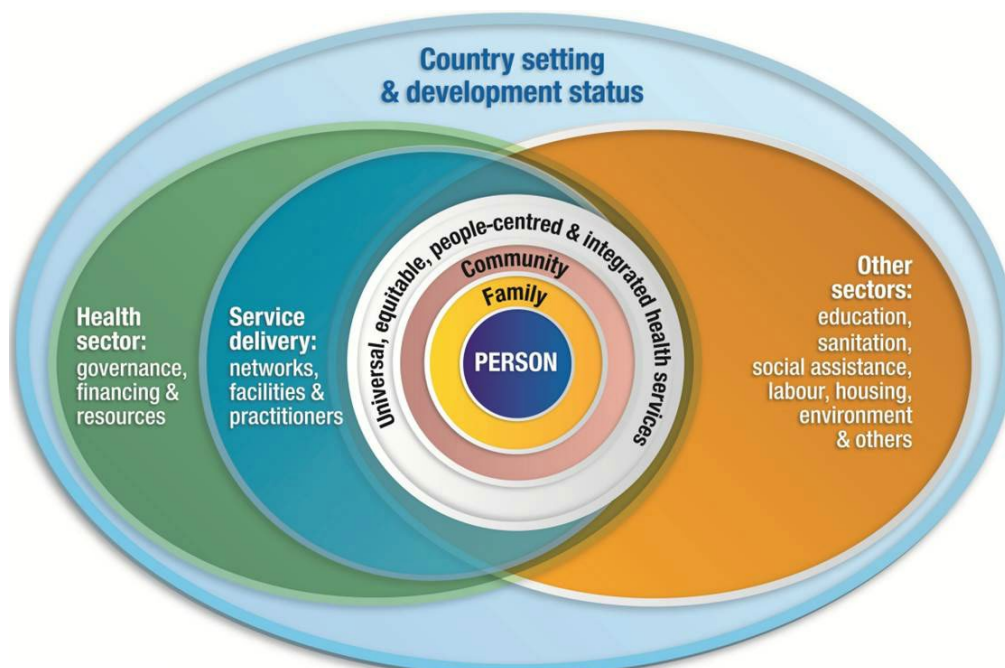 Country setting
& development status
Universal, equitable, people-centred & integrated health services
Community
Family
PERSON
Health
sector:
governance,
financing &
resources
Service
delivery:
networks,
facilities &
practitioners
Other
sectors:
education,
sanitation,
social assistance,
labour, housing,
environment
& others